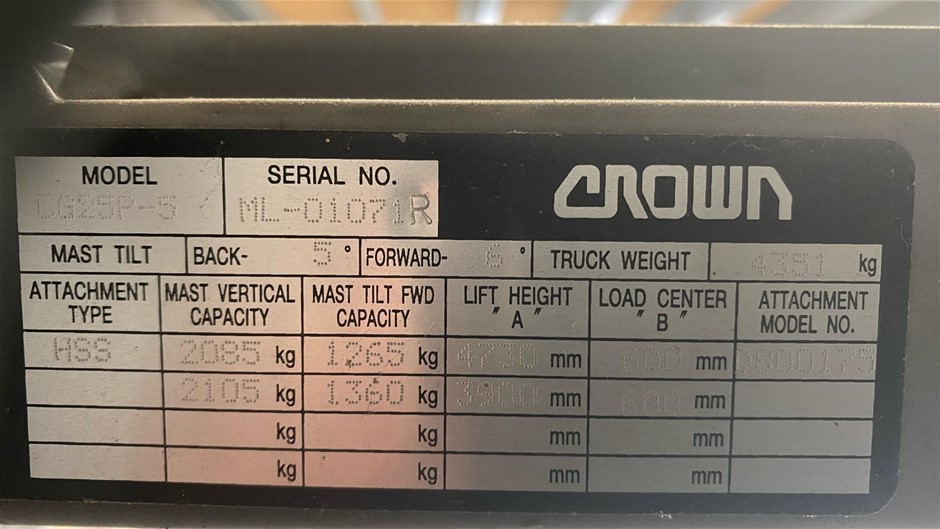 CROWN
MODEL
CG25P-5
SERIAL NO.
ML-01071R
MAST TILT BACK- 5 ° FORWARD- 6 ° TRUCK WEIGHT 4351 kg
ATTACHMENT TYPE MAST VERTICAL CAPACITY MAST TILT FWD CAPACITY LIFT HEIGHT "A" LOAD CENTER "B" ATTACHMENT MODEL NO.
HSS 2085 kg 1265 kg 4730 mm 600 mm
2105 kg 1360 kg 3900 mm 600 mm
kg kg mm mm
kg kg mm mm